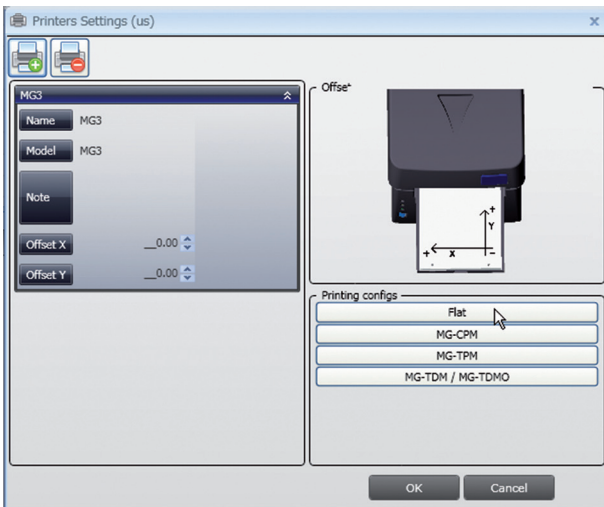 Printers Settings (us)
x
MG3
Name MG3
Model MG3
Note
Offset X __0.00
Offset Y __0.00
Offset
+ Y
+ X -
Printing configs
Flat
MG-CPM
MG-TPM
MG-TDM / MG-TDMO
OK Cancel